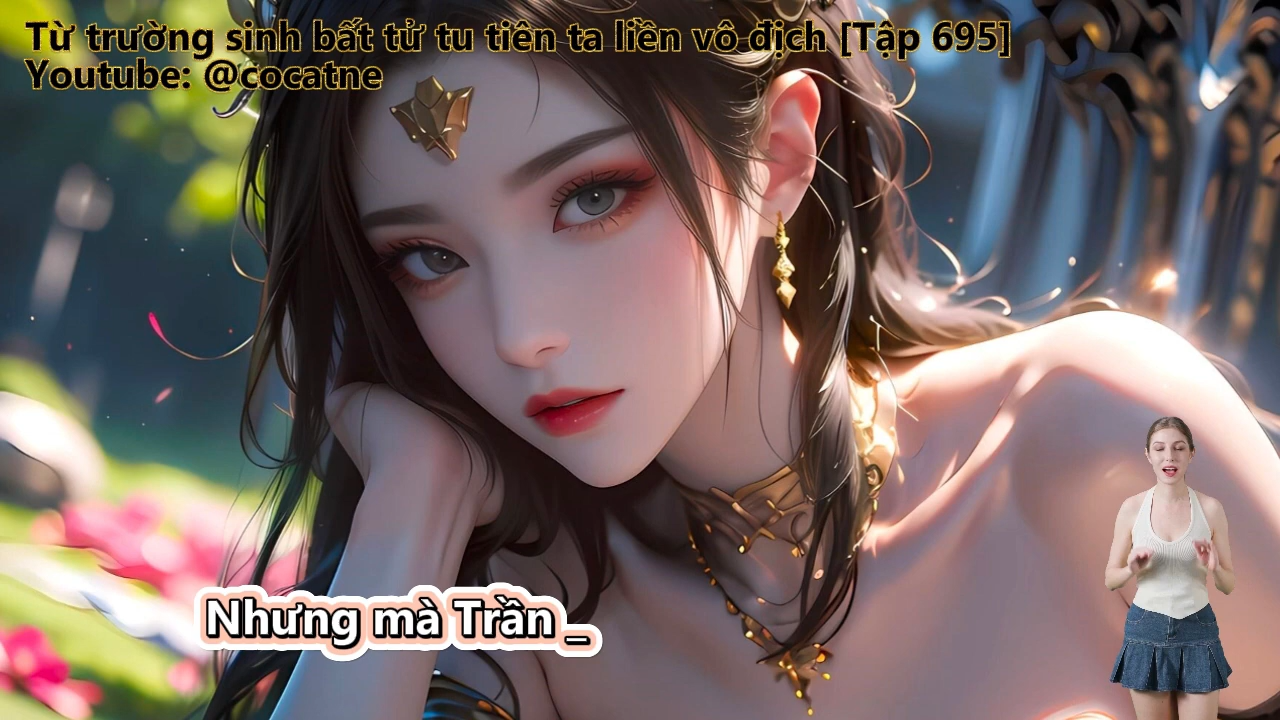 Từ trường sinh bất tử tu tiên ta liền vô địch [Tập 695]
Youtube: @cocatne
Nhưng mà Trần _